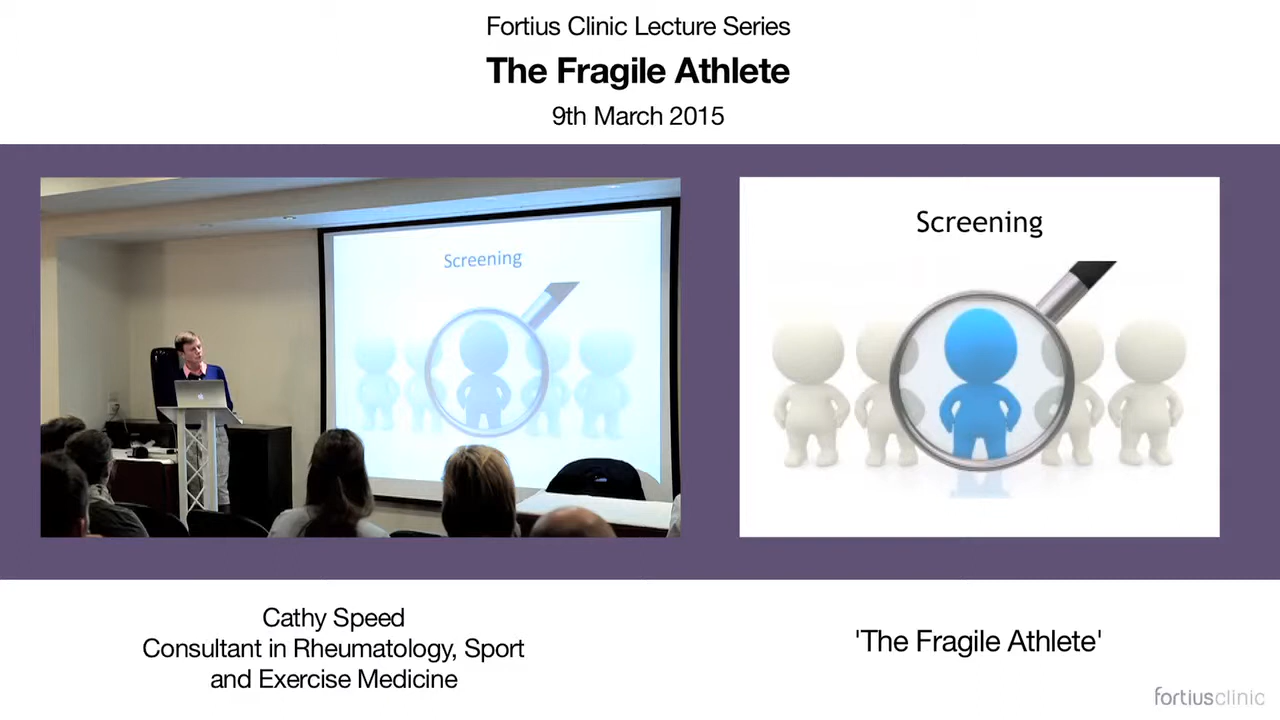 Fortius Clinic Lecture Series
The Fragile Athlete
9th March 2015
Screening
Screening
Cathy Speed
Consultant in Rheumatology, Sport
and Exercise Medicine
'The Fragile Athlete'
fortiusclinic